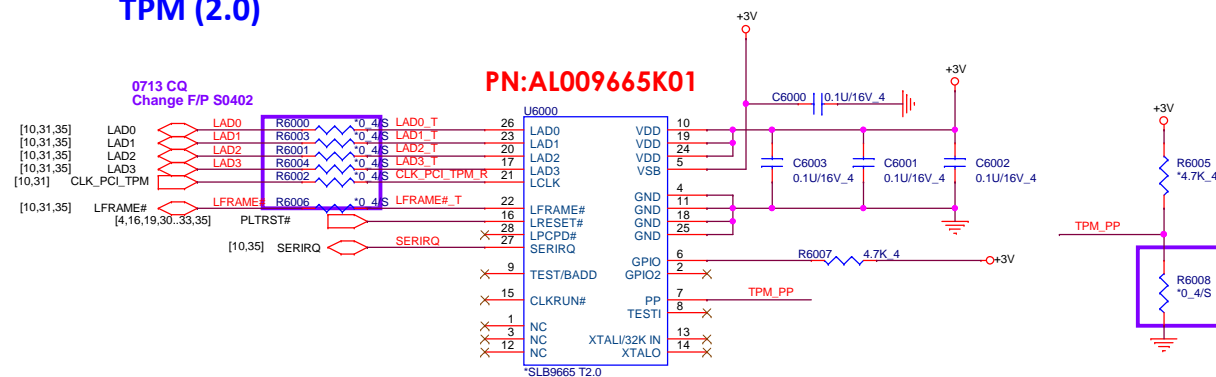 TPM (2.0)
0713 CQ
Change F/P S0402
PN:AL009665K01
+3V
+3V
+3V
C6000 0.1U/16V_4
U6000
[10,31,35] LAD0 LAD0 R6000 *0_4/S LAD0_T 26 LAD0 VDD 10
[10,31,35] LAD1 LAD1 R6003 *0_4/S LAD1_T 23 LAD1 VDD 19
[10,31,35] LAD2 LAD2 R6001 *0_4/S LAD2_T 20 LAD2 VDD 24
[10,31,35] LAD3 LAD3 R6004 *0_4/S LAD3_T 17 LAD3 VSB 5
[10,31] CLK_PCI_TPM R6002 *0_4/S CLK_PCI_TPM_R 21 LCLK
C6003 0.1U/16V_4
C6001 0.1U/16V_4
C6002 0.1U/16V_4
R6005 *4.7K_4
GND 4
[10,31,35] LFRAME# LFRAME# R6006 *0_4/S LFRAME#_T 22 LFRAME# GND 11
[4,16,19,30..33,35] PLTRST# 16 LRESET# GND 18
28 LPCPD# GND 25
[10,35] SERIRQ SERIRQ 27 SERIRQ
TPM_PP
GPIO 6 R6007 4.7K_4 +3V
9 TEST/BADD GPIO2 2
R6008 *0_4/S
15 CLKRUN# PP 7 TPM_PP
TESTI 8
1 NC
3 NC XTALI/32K IN 13
12 NC XTALO 14
*SLB9665 T2.0